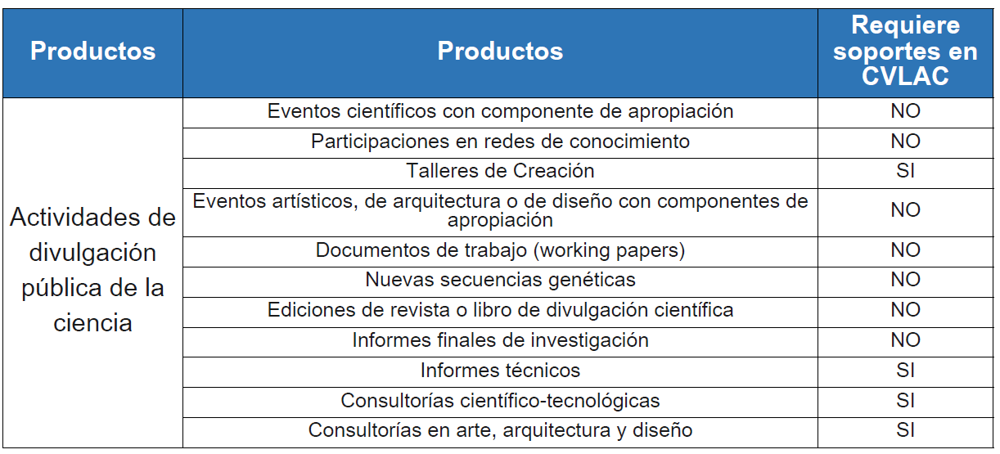 Productos
Productos
Requiere
soportes en
CVLAC
Actividades de
divulgación
pública de la
ciencia
Eventos científicos con componente de apropiación
NO
Participaciones en redes de conocimiento
NO
Talleres de Creación
SI
Eventos artísticos, de arquitectura o de diseño con componentes de
apropiación
NO
Documentos de trabajo (working papers)
NO
Nuevas secuencias genéticas
NO
Ediciones de revista o libro de divulgación científica
NO
Informes finales de investigación
NO
Informes técnicos
SI
Consultorías científico-tecnológicas
SI
Consultorías en arte, arquitectura y diseño
SI